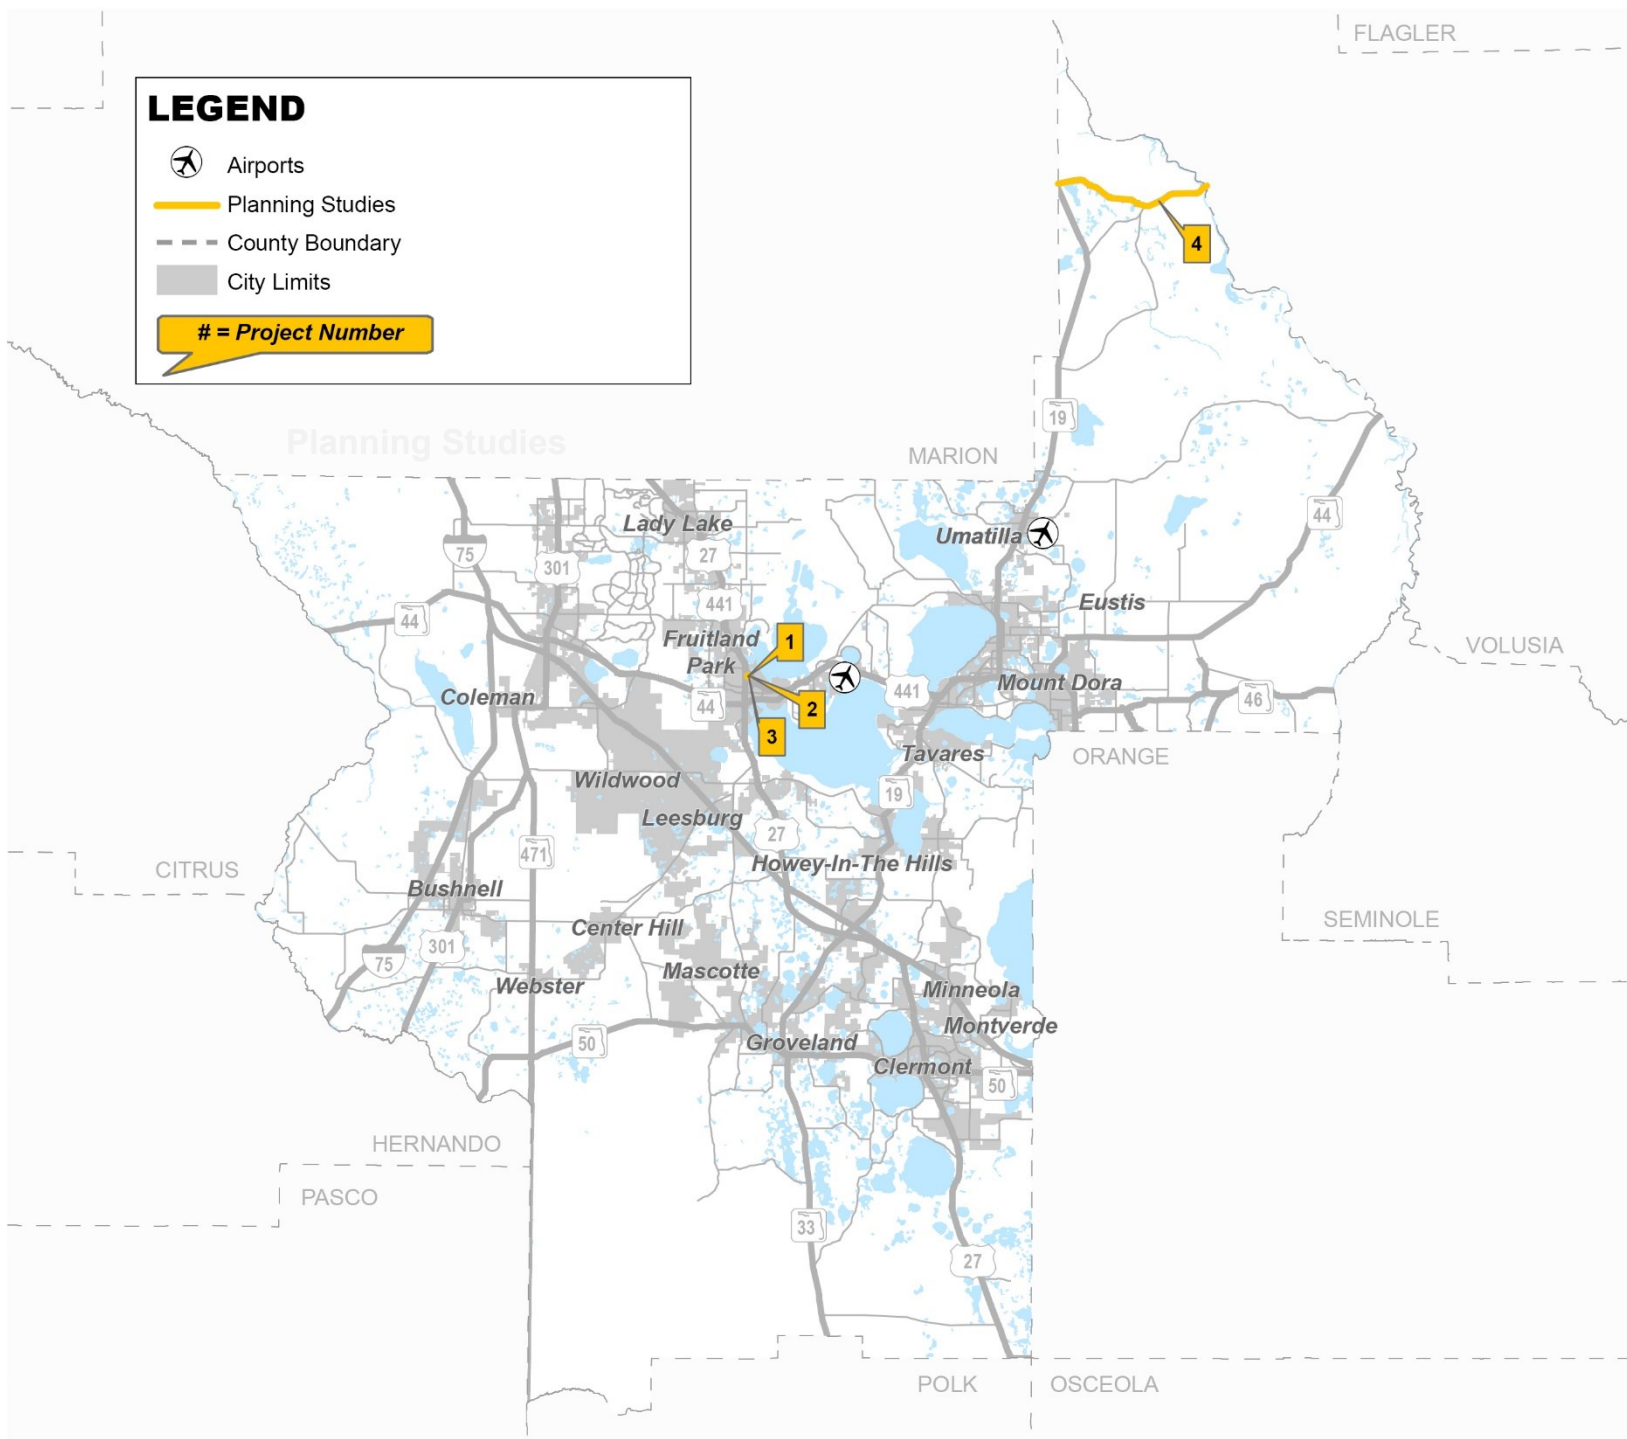 FLAGLER
LEGEND
Airports
Planning Studies
County Boundary
City Limits
# = Project Number
4
19
Planning Studies
MARION
Lady Lake
Umatilla
44
75
27
301
441
Eustis
44
Fruitland
Park
1
VOLUSIA
Coleman
44
2
441
Mount Dora
46
3
Tavares
ORANGE
Wildwood
19
Leesburg
27
471
Howey-In-The Hills
CITRUS
Bushnell
SEMINOLE
Center Hill
301
75
Mascotte
Webster
Minneola
Montverde
50
Groveland
Clermont
50
HERNANDO
PASCO
33
27
POLK
OSCEOLA